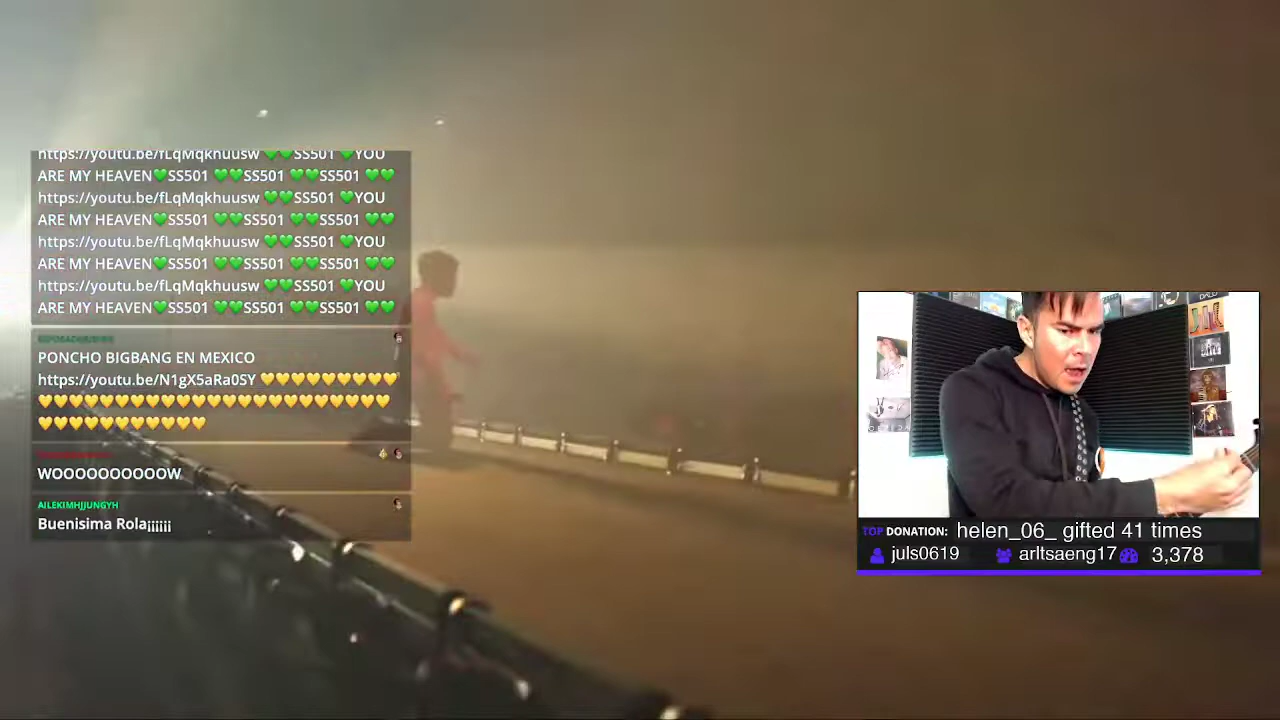 https://youtu.be/fLqMqkhuusw 💚💚SS501 💚YOU
ARE MY HEAVEN💚SS501 💚💚SS501 💚💚SS501 💚💚
https://youtu.be/fLqMqkhuusw 💚💚SS501 💚YOU
ARE MY HEAVEN💚SS501 💚💚SS501 💚💚SS501 💚💚
https://youtu.be/fLqMqkhuusw 💚💚SS501 💚YOU
ARE MY HEAVEN💚SS501 💚💚SS501 💚💚SS501 💚💚
https://youtu.be/fLqMqkhuusw 💚💚SS501 💚YOU
ARE MY HEAVEN💚SS501 💚💚SS501 💚💚SS501 💚💚
PONCHO BIGBANG EN MEXICO
https://youtu.be/N1gX5aRa0SY 💛💛💛💛💛💛💛💛💛
💛💛💛💛💛💛💛💛💛💛💛💛💛💛💛💛💛💛💛💛💛💛💛
💛💛💛💛💛💛💛💛💛💛💛
WOOOOOOOOOOW
AILEKIMHJJUNGYH
Buenisima Rola¡¡¡¡¡¡
TOP DONATION: helen_06_ gifted 41 times
juls0619 arltsaeng17 3,378